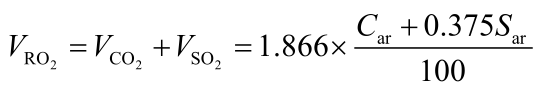 V_RO₂ = V_CO₂ + V_SO₂ = 1.866 × (C_ar + 0.375S_ar) / 100